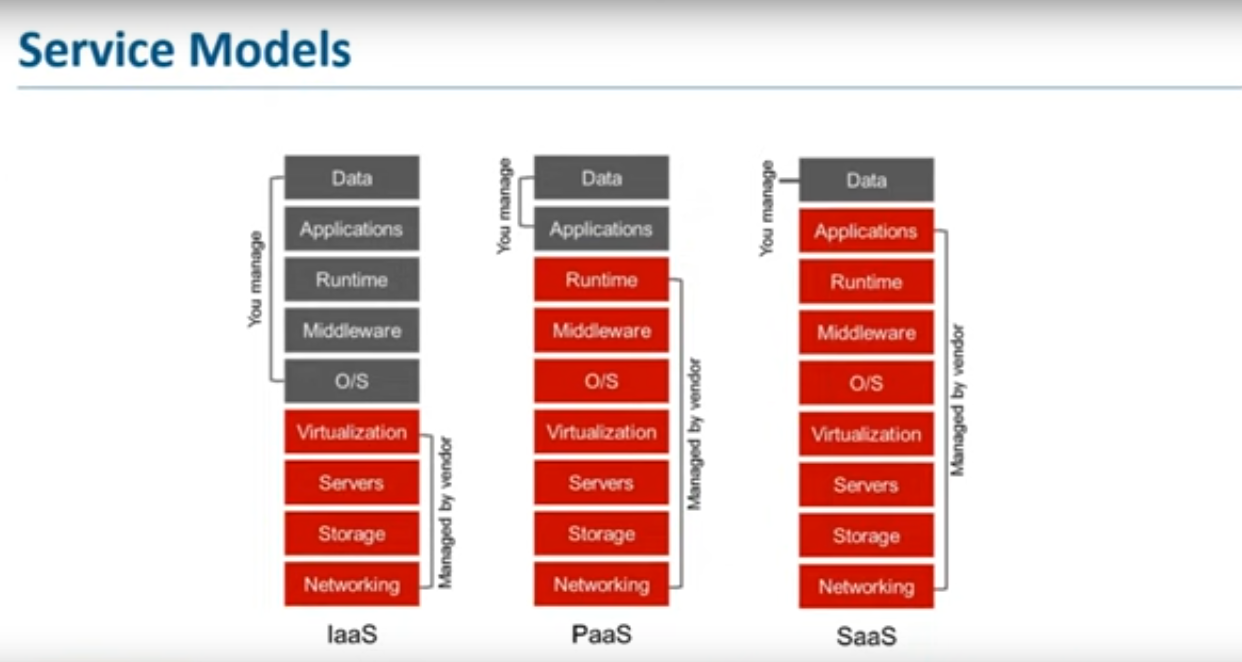 Service Models
You manage
Data
Applications
Runtime
Middleware
O/S
Virtualization
Servers
Storage
Networking
Managed by vendor
IaaS
You manage
Data
Applications
Runtime
Middleware
O/S
Virtualization
Servers
Storage
Networking
Managed by vendor
PaaS
You manage
Data
Applications
Runtime
Middleware
O/S
Virtualization
Servers
Storage
Networking
Managed by vendor
SaaS